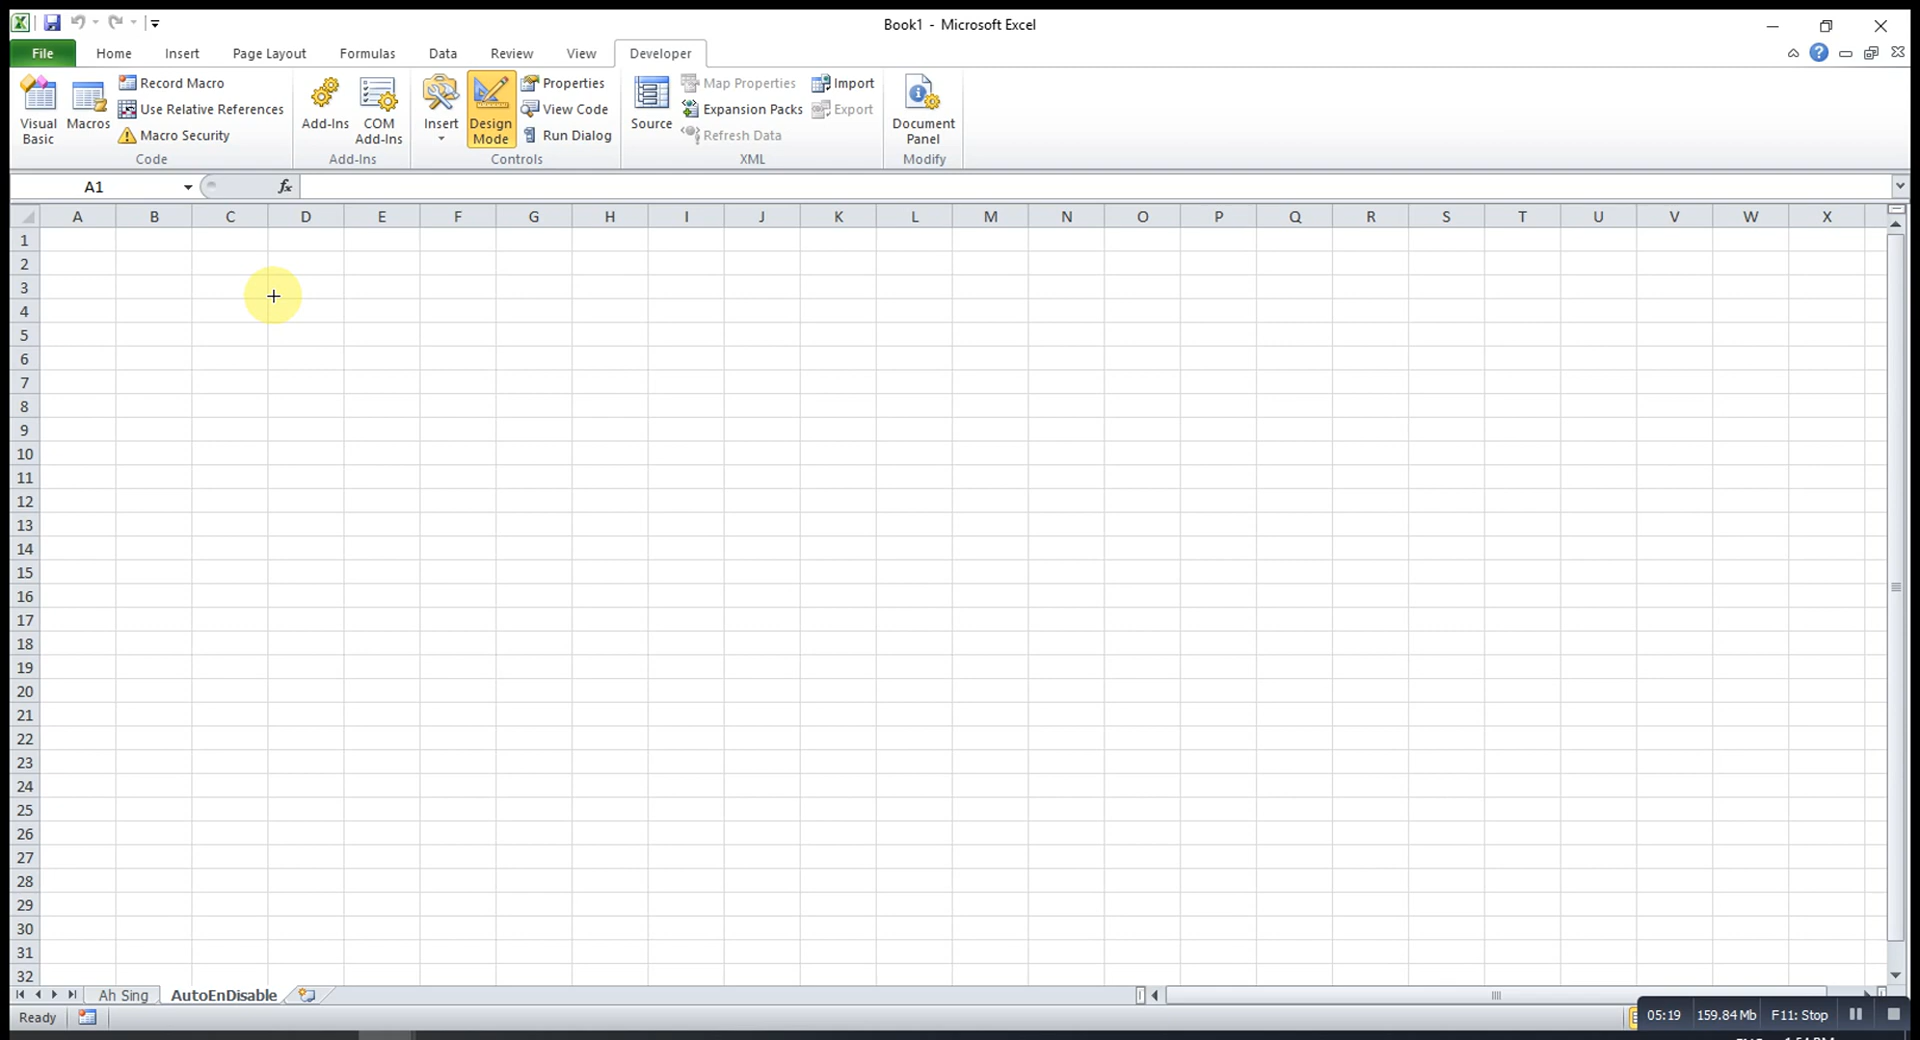 Book1 - Microsoft Excel
File Home Insert Page Layout Formulas Data Review View Developer
Visual Basic
Macros
Record Macro
Use Relative References
Macro Security
Code
Add-Ins
COM Add-Ins
Add-Ins
Insert
Design Mode
Properties
View Code
Run Dialog
Controls
Source
Map Properties
Expansion Packs
Refresh Data
Import
Export
XML
Document Panel
Modify
A1 fx
A B C D E F G H I J K L M N O P Q R S T U V W X
1
2
3
4
5
6
7
8
9
10
11
12
13
14
15
16
17
18
19
20
21
22
23
24
25
26
27
28
29
30
31
32
Ah Sing AutoEnDisable
Ready
05:19 159.84 Mb F11: Stop